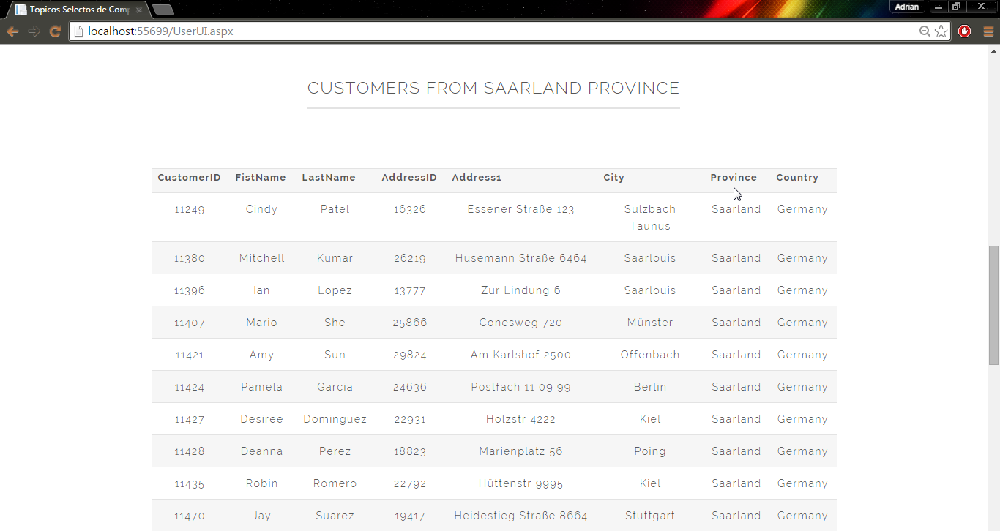 Topicos Selectos de Comp
Adrian
localhost:55699/UserUI.aspx
CUSTOMERS FROM SAARLAND PROVINCE
CustomerID FistName LastName AddressID Address1 City Province Country
11249 Cindy Patel 16326 Essener Straße 123 Sulzbach Taunus Saarland Germany
11380 Mitchell Kumar 26219 Husemann Straße 6464 Saarlouis Saarland Germany
11396 Ian Lopez 13777 Zur Lindung 6 Saarlouis Saarland Germany
11407 Mario She 25866 Conesweg 720 Münster Saarland Germany
11421 Amy Sun 29824 Am Karlshof 2500 Offenbach Saarland Germany
11424 Pamela Garcia 24636 Postfach 11 09 99 Berlin Saarland Germany
11427 Desiree Dominguez 22931 Holzstr 4222 Kiel Saarland Germany
11428 Deanna Perez 18823 Marienplatz 56 Poing Saarland Germany
11435 Robin Romero 22792 Hüttenstr 9995 Kiel Saarland Germany
11470 Jay Suarez 19417 Heidestieg Straße 8664 Stuttgart Saarland Germany